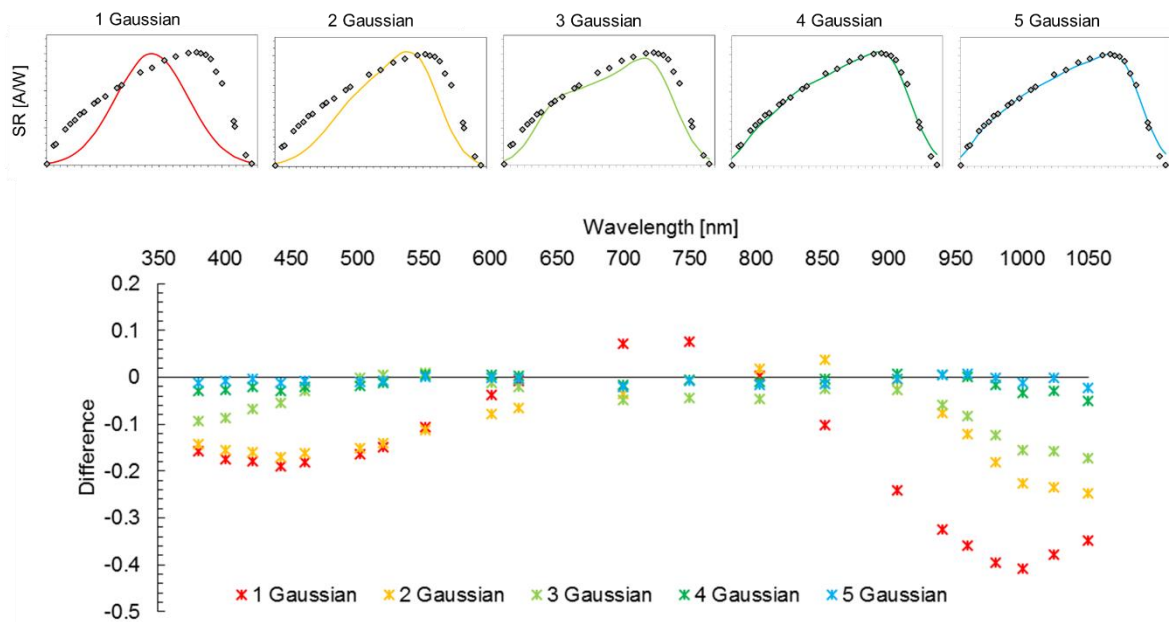 1 Gaussian 2 Gaussian 3 Gaussian 4 Gaussian 5 Gaussian
SR [A/W]
Wavelength [nm]
350 400 450 500 550 600 650 700 750 800 850 900 950 1000 1050
0.2
0.1
0
-0.1
-0.2
-0.3
-0.4
-0.5
Difference
1 Gaussian 2 Gaussian 3 Gaussian 4 Gaussian 5 Gaussian